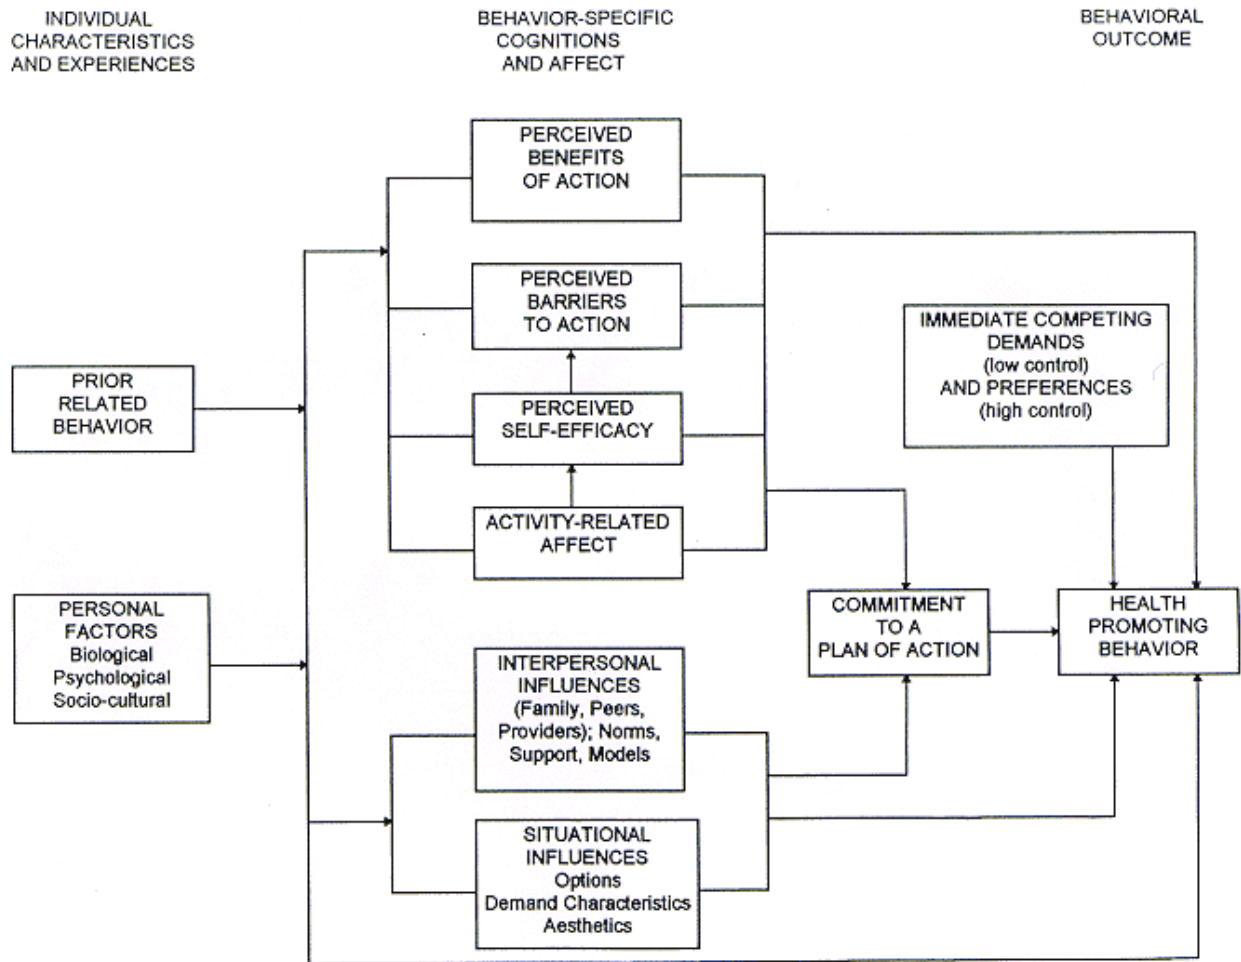 INDIVIDUAL
CHARACTERISTICS
AND EXPERIENCES
BEHAVIOR-SPECIFIC
COGNITIONS
AND AFFECT
BEHAVIORAL
OUTCOME
PERCEIVED
BENEFITS
OF ACTION
PERCEIVED
BARRIERS
TO ACTION
IMMEDIATE COMPETING
DEMANDS
(low control)
AND PREFERENCES
(high control)
PRIOR
RELATED
BEHAVIOR
PERCEIVED
SELF-EFFICACY
ACTIVITY-RELATED
AFFECT
PERSONAL
FACTORS
Biological
Psychological
Socio-cultural
COMMITMENT
TO A
PLAN OF ACTION
HEALTH
PROMOTING
BEHAVIOR
INTERPERSONAL
INFLUENCES
(Family, Peers,
Providers); Norms,
Support, Models
SITUATIONAL
INFLUENCES
Options
Demand Characteristics
Aesthetics